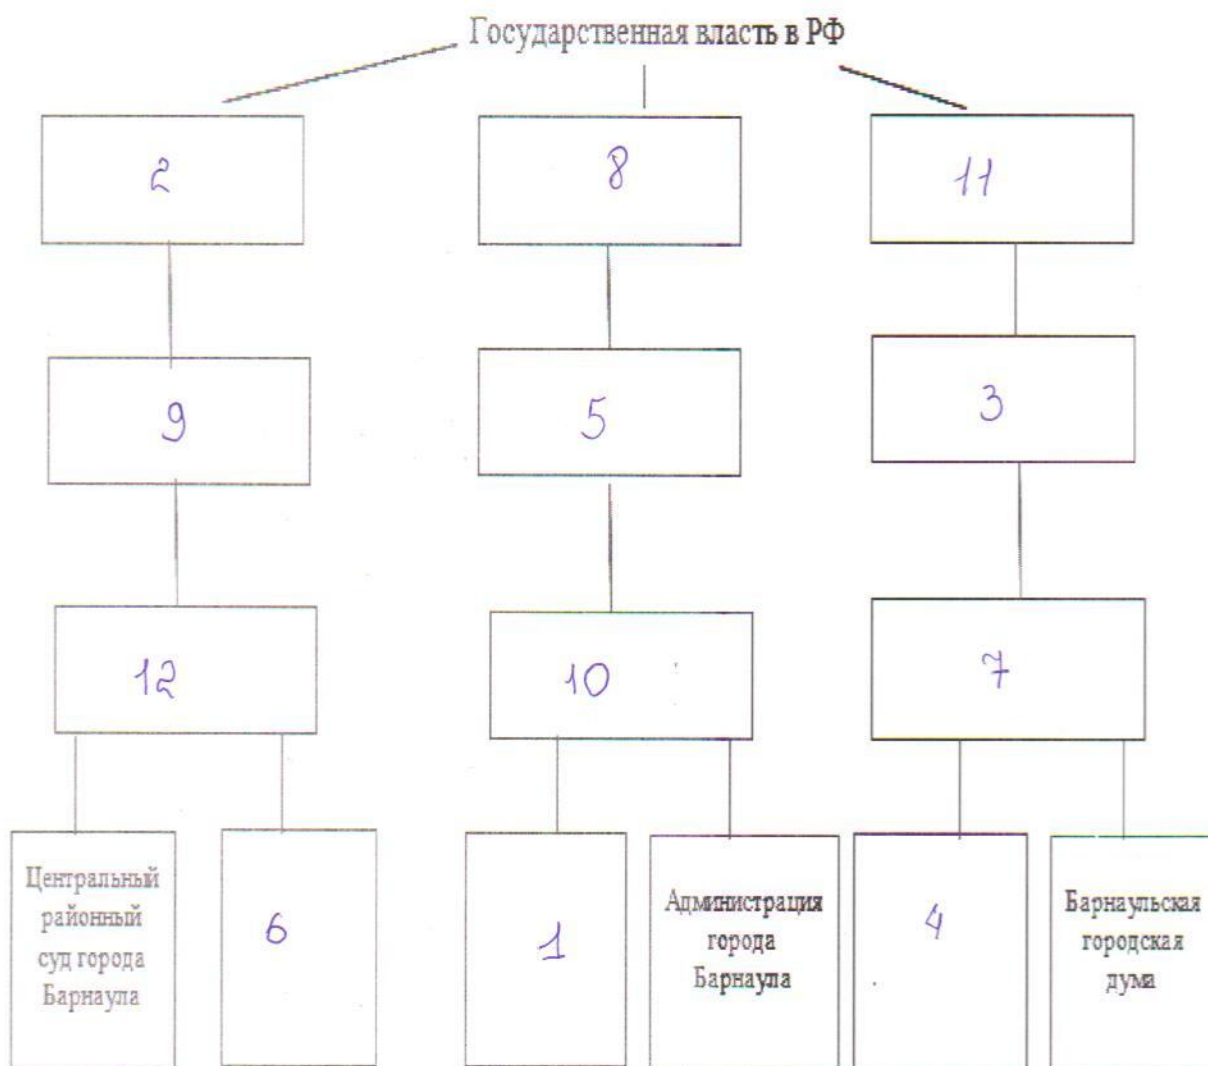 Государственная власть в РФ
2
8
11
9
5
3
12
10
7
Центральный
районный
суд города
Барнаула
6
1
Администрация
города
Барнаула
4
Барнаульская
городская
дума